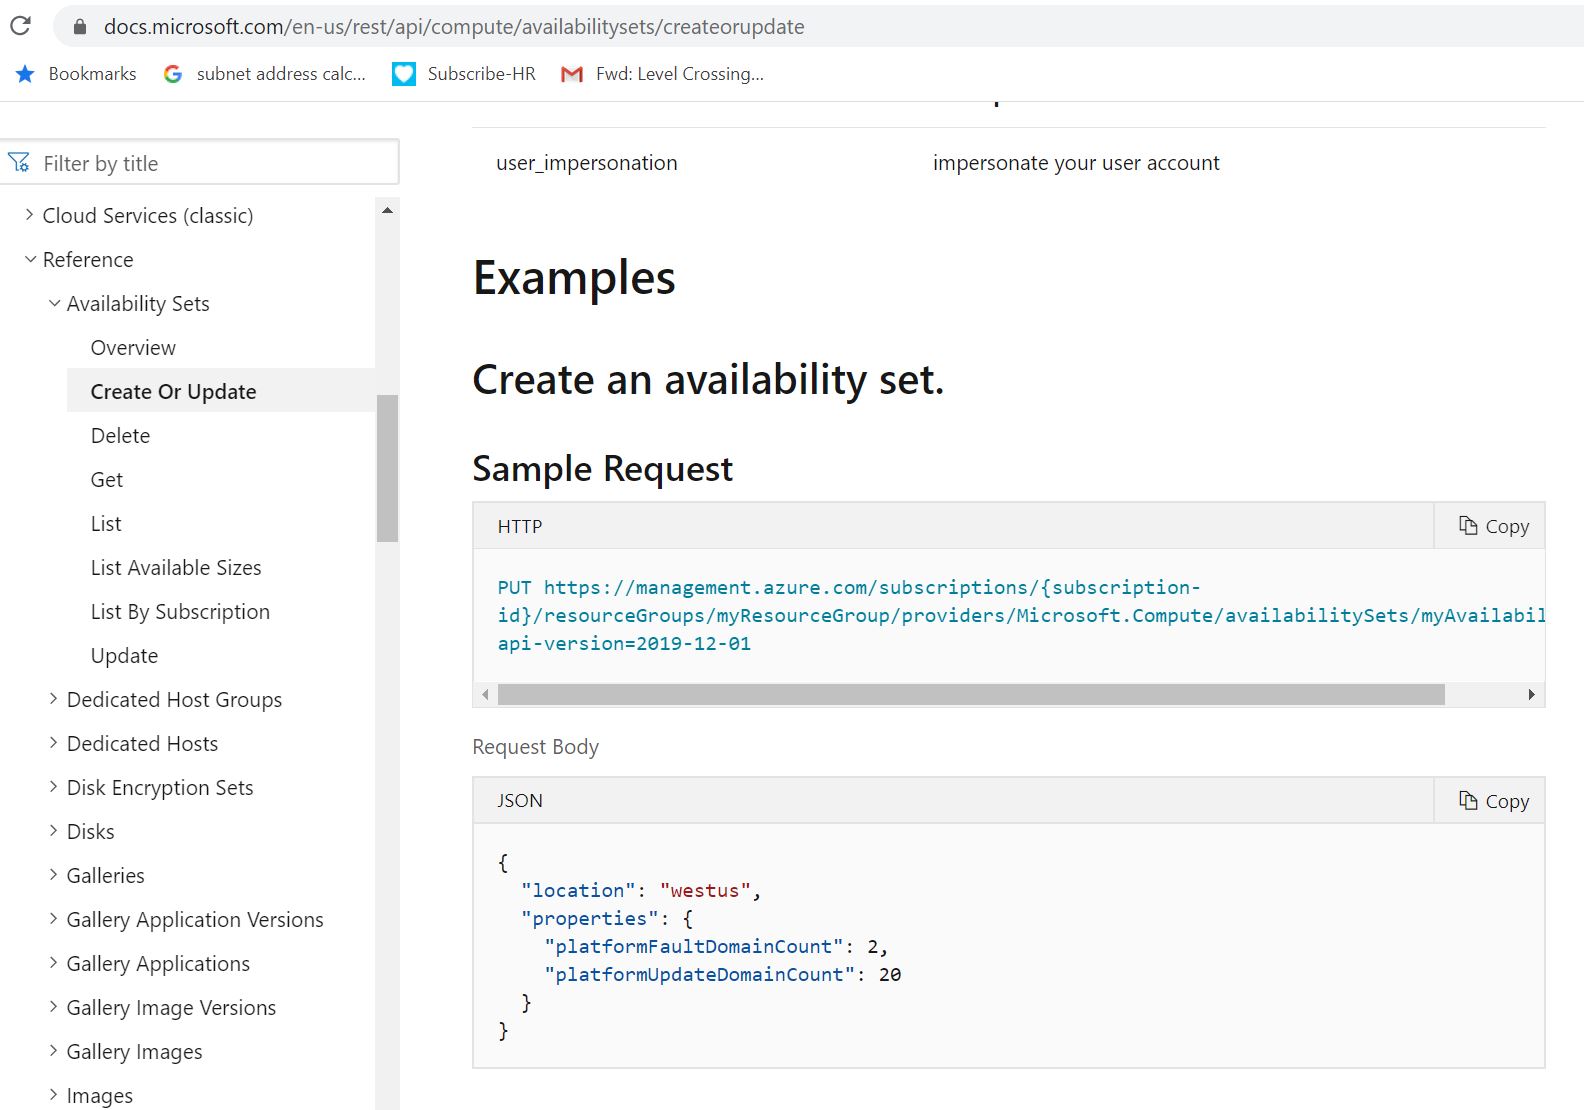 docs.microsoft.com/en-us/rest/api/compute/availabilitysets/createorupdate
Bookmarks
subnet address calc...
Subscribe-HR
Fwd: Level Crossing...
Filter by title
Cloud Services (classic)
Reference
Availability Sets
Overview
Create Or Update
Delete
Get
List
List Available Sizes
List By Subscription
Update
Dedicated Host Groups
Dedicated Hosts
Disk Encryption Sets
Disks
Galleries
Gallery Application Versions
Gallery Applications
Gallery Image Versions
Gallery Images
Images
user_impersonation
impersonate your user account
Examples
Create an availability set.
Sample Request
HTTP
Copy
PUT https://management.azure.com/subscriptions/{subscription-
id}/resourceGroups/myResourceGroup/providers/Microsoft.Compute/availabilitySets/myAvailabil
api-version=2019-12-01
Request Body
JSON
Copy
{
"location": "westus",
"properties": {
"platformFaultDomainCount": 2,
"platformUpdateDomainCount": 20
}
}